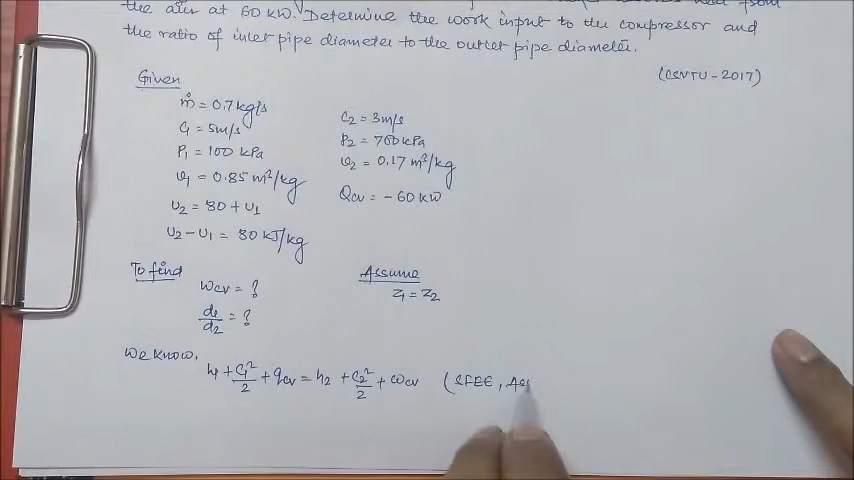 the air at 60 kW. Determine the work input to the compressor and
the ratio of inlet pipe diameter to the outlet pipe diameter.
(CSVTU-2017)
Given
ṁ = 0.7 kg/s
C₁ = 5m/s
P₁ = 100 kPa
v₁ = 0.85 m³/kg
U₂ = 80 + U₁
U₂ - U₁ = 80 kJ/kg
C₂ = 3m/s
P₂ = 700 kPa
v₂ = 0.17 m³/kg
Qcv = -60 kW
To find
Wcv = ?
d₁/d₂ = ?
Assume
Z₁ = Z₂
We know,
h₁ + C₁²/2 + qcv = h₂ + C₂²/2 + wcv (SFEE, As